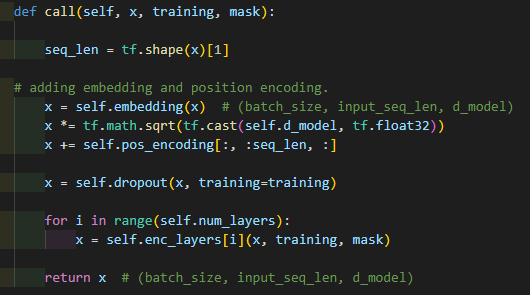 def call(self, x, training, mask):
seq_len = tf.shape(x)[1]
# adding embedding and position encoding.
x = self.embedding(x)  # (batch_size, input_seq_len, d_model)
x *= tf.math.sqrt(tf.cast(self.d_model, tf.float32))
x += self.pos_encoding[:, :seq_len, :]
x = self.dropout(x, training=training)
for i in range(self.num_layers):
x = self.enc_layers[i](x, training, mask)
return x  # (batch_size, input_seq_len, d_model)